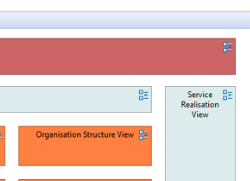 Service
Realisation
View
Organisation Structure View